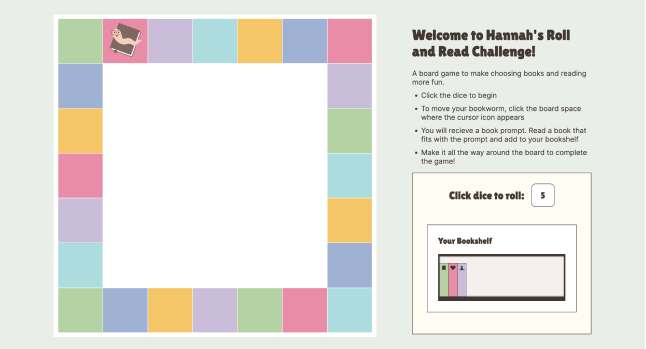 Welcome to Hannah's Roll
and Read Challenge!
A board game to make choosing books and reading
more fun.
• Click the dice to begin
• To move your bookworm, click the board space
where the cursor icon appears
• You will recieve a book prompt. Read a book that
fits with the prompt and add to your bookshelf
• Make it all the way around the board to complete
the game!
Click dice to roll: 5
Your Bookshelf